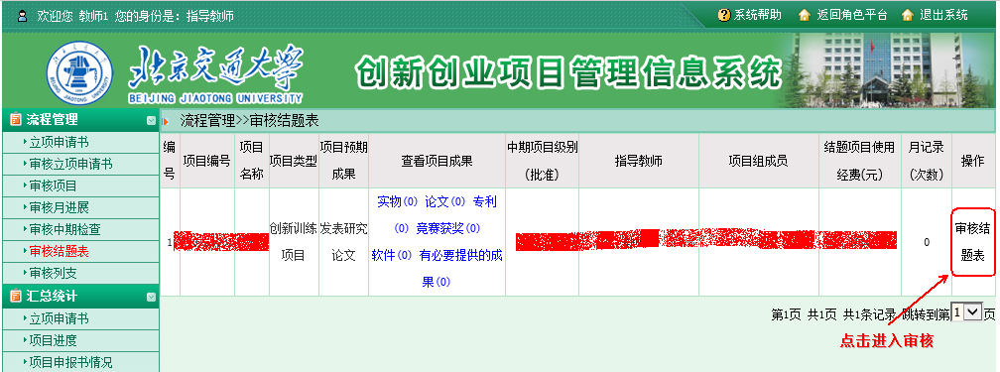 欢迎您 教师1 您的身份是：指导教师
系统帮助 返回角色平台 退出系统
北京交通大学
BEIJING JIAOTONG UNIVERSITY
创新创业项目管理信息系统
流程管理
立项申请书
审核立项申请书
审核项目
审核月进展
审核中期检查
审核结题表
审核列支
汇总统计
立项申请书
项目进度
项目申报书情况
流程管理>>审核结题表
编号 项目编号 项目名称 项目类型 项目预期成果 查看项目成果 中期项目级别(批准) 指导教师 项目组成员 结题项目使用经费(元) 月记录(次数) 操作
1
创新训练
项目
发表研究
论文
实物(0) 论文(0) 专利
(0) 竞赛获奖(0)
软件(0) 有必要提供的成
果(0)
0
审核结
题表
第1页 共1页 共1条记录 跳转到第1页
点击进入审核